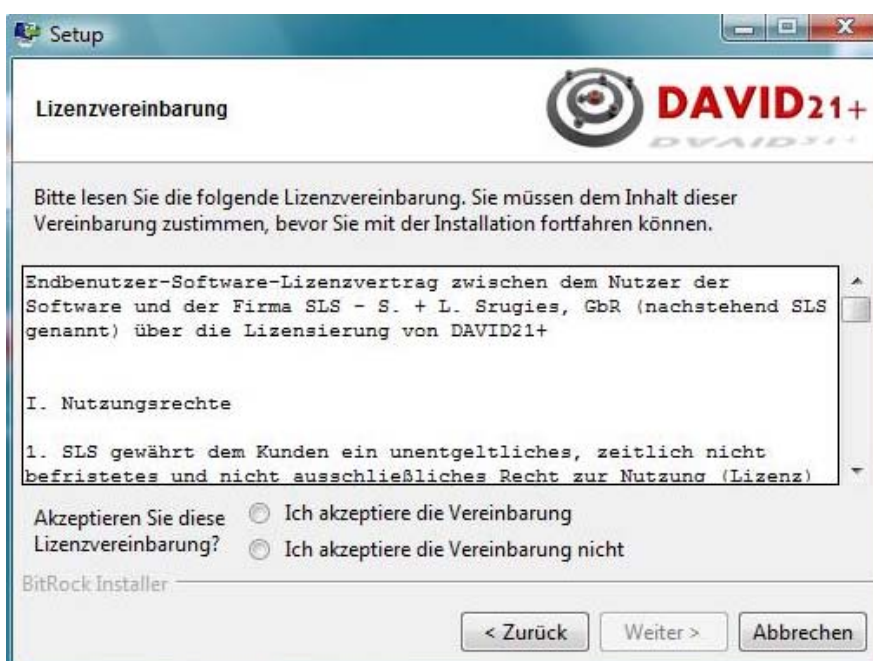 Setup
Lizenzvereinbarung
DAVID21+
Bitte lesen Sie die folgende Lizenzvereinbarung. Sie müssen dem Inhalt dieser
Vereinbarung zustimmen, bevor Sie mit der Installation fortfahren können.
Endbenutzer-Software-Lizenzvertrag zwischen dem Nutzer der
Software und der Firma SLS - S. + L. Srugies, GbR (nachstehend SLS
genannt) über die Lizensierung von DAVID21+
I. Nutzungsrechte
1. SLS gewährt dem Kunden ein unentgeltliches, zeitlich nicht
befristetes und nicht ausschließliches Recht zur Nutzung (Lizenz)
Akzeptieren Sie diese
Lizenzvereinbarung?
Ich akzeptiere die Vereinbarung
Ich akzeptiere die Vereinbarung nicht
BitRock Installer
< Zurück
Weiter >
Abbrechen